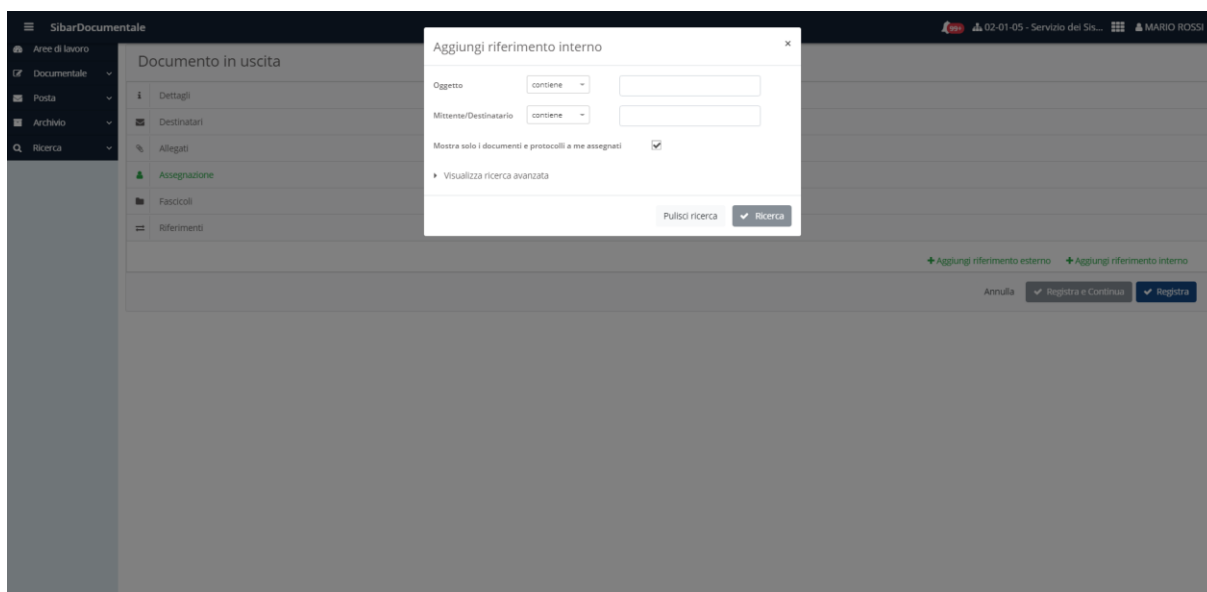 SibarDocumentale
99+
02-01-05 - Servizio dei Sis...
MARIO ROSSI
Aree di lavoro
Documentale
Posta
Archivio
Ricerca
Documento in uscita
Dettagli
Destinatari
Allegati
Assegnazione
Fascicoli
Riferimenti
Aggiungi riferimento interno
×
Oggetto contiene
Mittente/Destinatario contiene
Mostra solo i documenti e protocolli a me assegnati
Visualizza ricerca avanzata
Pulisci ricerca Ricerca
+ Aggiungi riferimento esterno + Aggiungi riferimento interno
Annulla Registra e Continua Registra